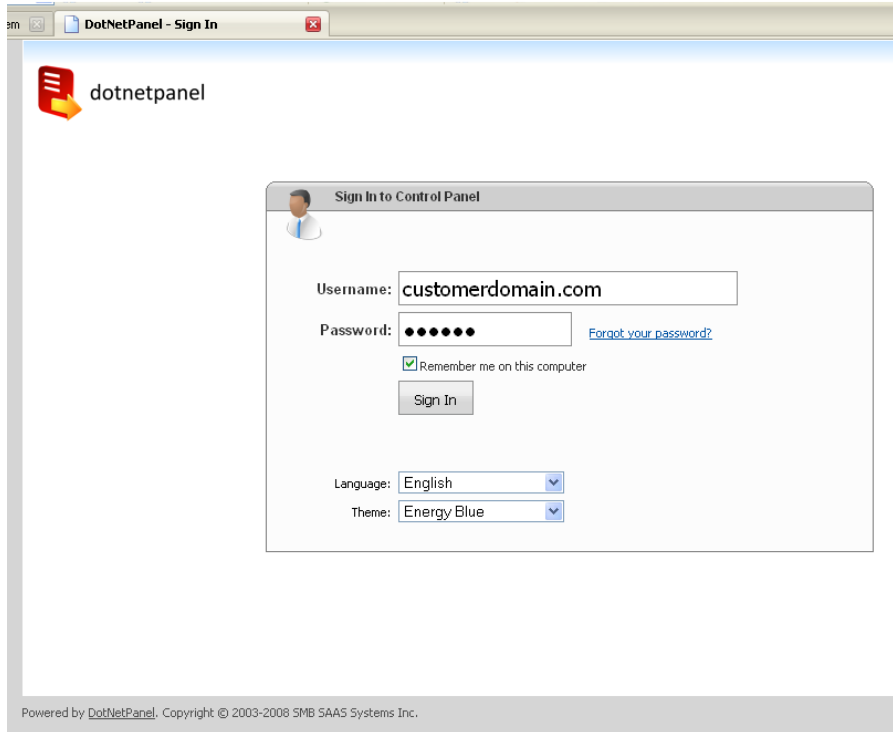 em
DotNetPanel - Sign In
dotnetpanel
Sign In to Control Panel
Username: customerdomain.com
Password: ●●●●●● Forgot your password?
Remember me on this computer
Sign In
Language: English
Theme: Energy Blue
Powered by DotNetPanel. Copyright © 2003-2008 SMB SAAS Systems Inc.